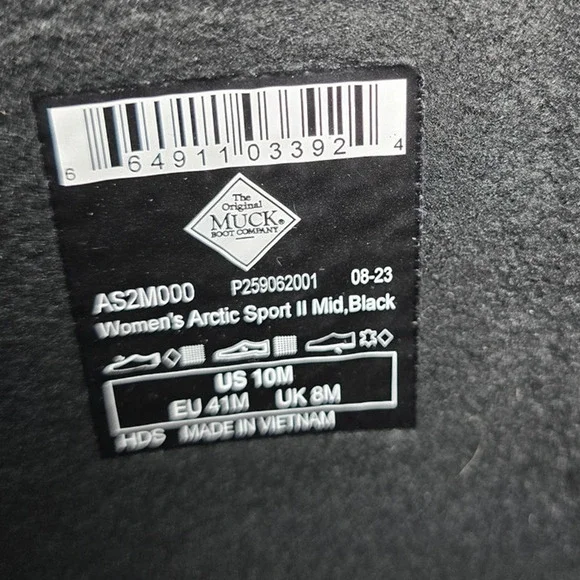 6 64911 03392 4
The
Original
MUCK®
BOOT COMPANY
AS2M000 P259062001 08-23
Women's Arctic Sport II Mid,Black
US 10M
EU 41M UK 8M
HDS MADE IN VIETNAM